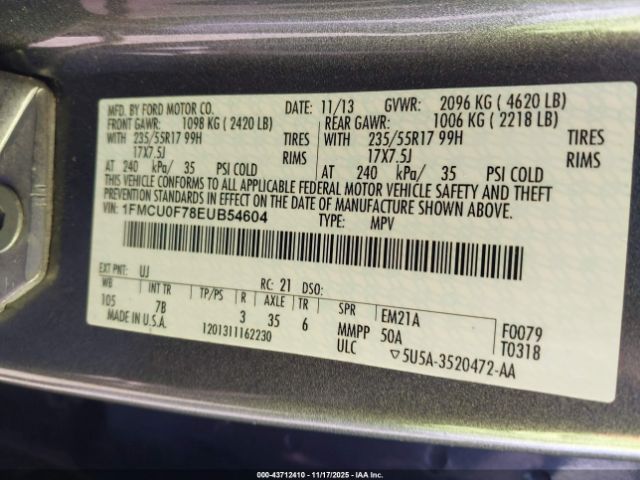 MFD. BY FORD MOTOR CO. DATE: 11/13 GVWR: 2096 KG ( 4620 LB)
FRONT GAWR: 1098 KG ( 2420 LB) REAR GAWR: 1006 KG ( 2218 LB)
WITH 235/55R17 99H TIRES WITH 235/55R17 99H TIRES
17X7.5J RIMS 17X7.5J RIMS
AT 240 kPa/ 35 PSI COLD AT 240 kPa/ 35 PSI COLD
THIS VEHICLE CONFORMS TO ALL APPLICABLE FEDERAL MOTOR VEHICLE SAFETY AND THEFT
PREVENTION STANDARDS IN EFFECT ON THE DATE OF MANUFACTURE SHOWN ABOVE.
VIN: 1FMCU0F78EUB54604 TYPE: MPV
EXT PNT: UJ RC: 21 DSO:
WB INT TR TP/PS R AXLE TR SPR EM21A F0079
105 7B 3 35 6 MMPP 50A T0318
MADE IN U.S.A. 1201311162230 ULC ▽5U5A-3520472-AA
00-43712410 - 11/17/2025 - IAA Inc.